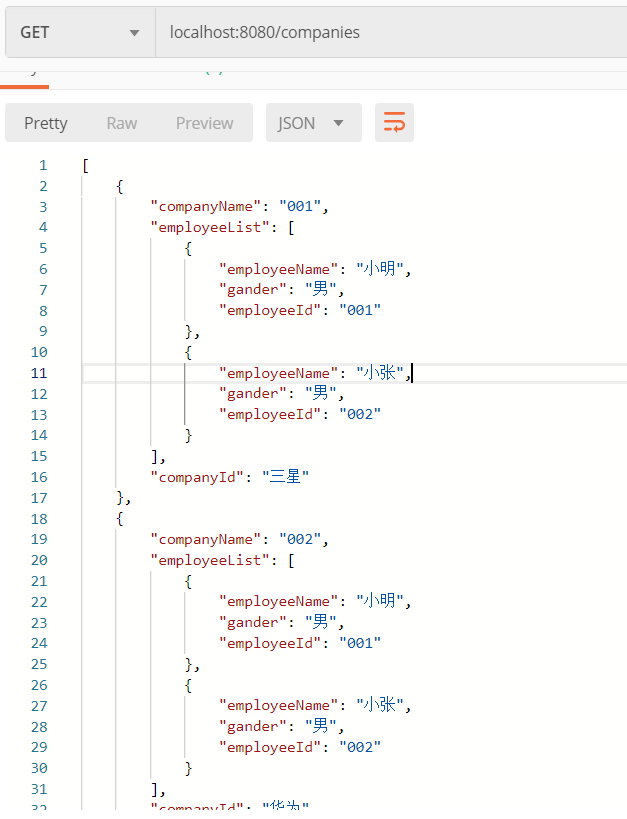 GET localhost:8080/companies
Pretty Raw Preview JSON
1 [
2 {
3 "companyName": "001",
4 "employeeList": [
5 {
6 "employeeName": "小明",
7 "gander": "男",
8 "employeeId": "001"
9 },
10 {
11 "employeeName": "小张",
12 "gander": "男",
13 "employeeId": "002"
14 }
15 ],
16 "companyId": "三星"
17 },
18 {
19 "companyName": "002",
20 "employeeList": [
21 {
22 "employeeName": "小明",
23 "gander": "男",
24 "employeeId": "001"
25 },
26 {
27 "employeeName": "小张",
28 "gander": "男",
29 "employeeId": "002"
30 }
31 ],
32 "companyId": "华为"